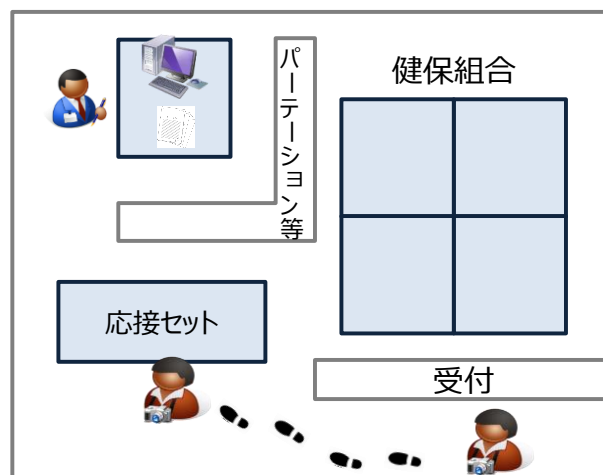 パーテーション等
健保組合
応接セット
受付